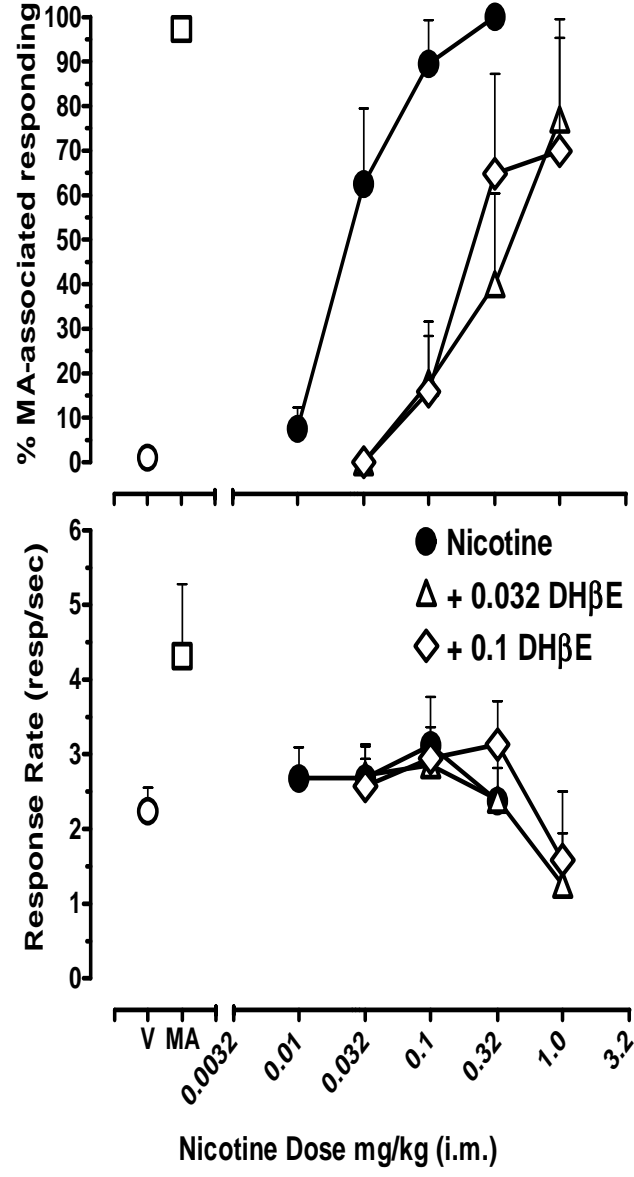 % MA-associated responding
100
90
80
70
60
50
40
30
20
10
0
Response Rate (resp/sec)
6
5
4
3
2
1
0
Nicotine
+ 0.032 DHβE
+ 0.1 DHβE
V MA 0.0032 0.01 0.032 0.1 0.32 1.0 3.2
Nicotine Dose mg/kg (i.m.)